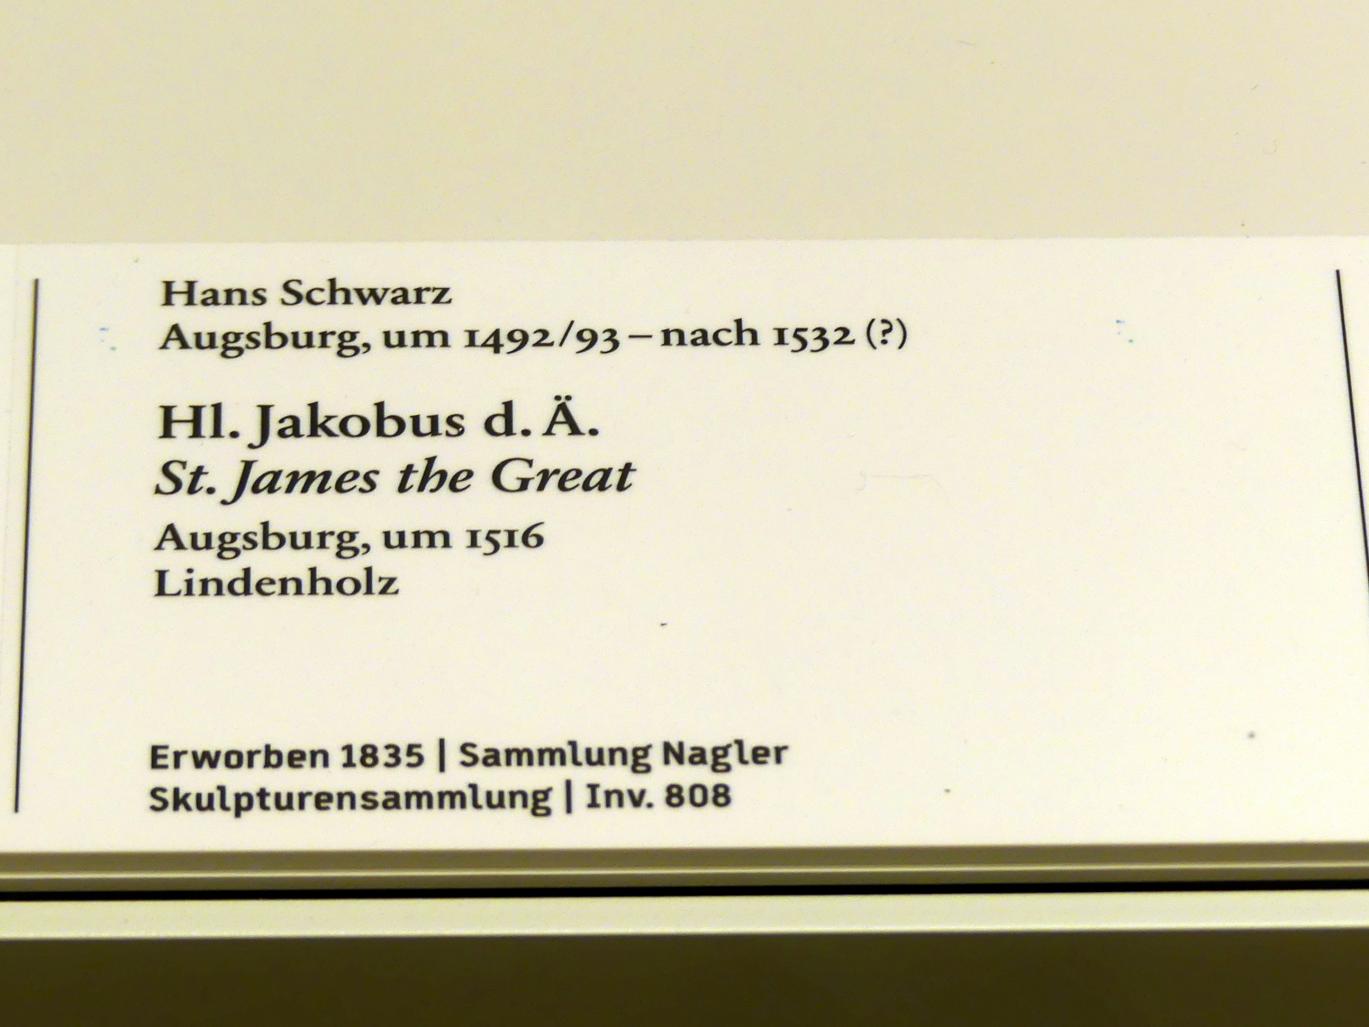 Hans Schwarz
Augsburg, um 1492/93 – nach 1532 (?)
Hl. Jakobus d. Ä.
St. James the Great
Augsburg, um 1516
Lindenholz
Erworben 1835 | Sammlung Nagler
Skulpturensammlung | Inv. 808